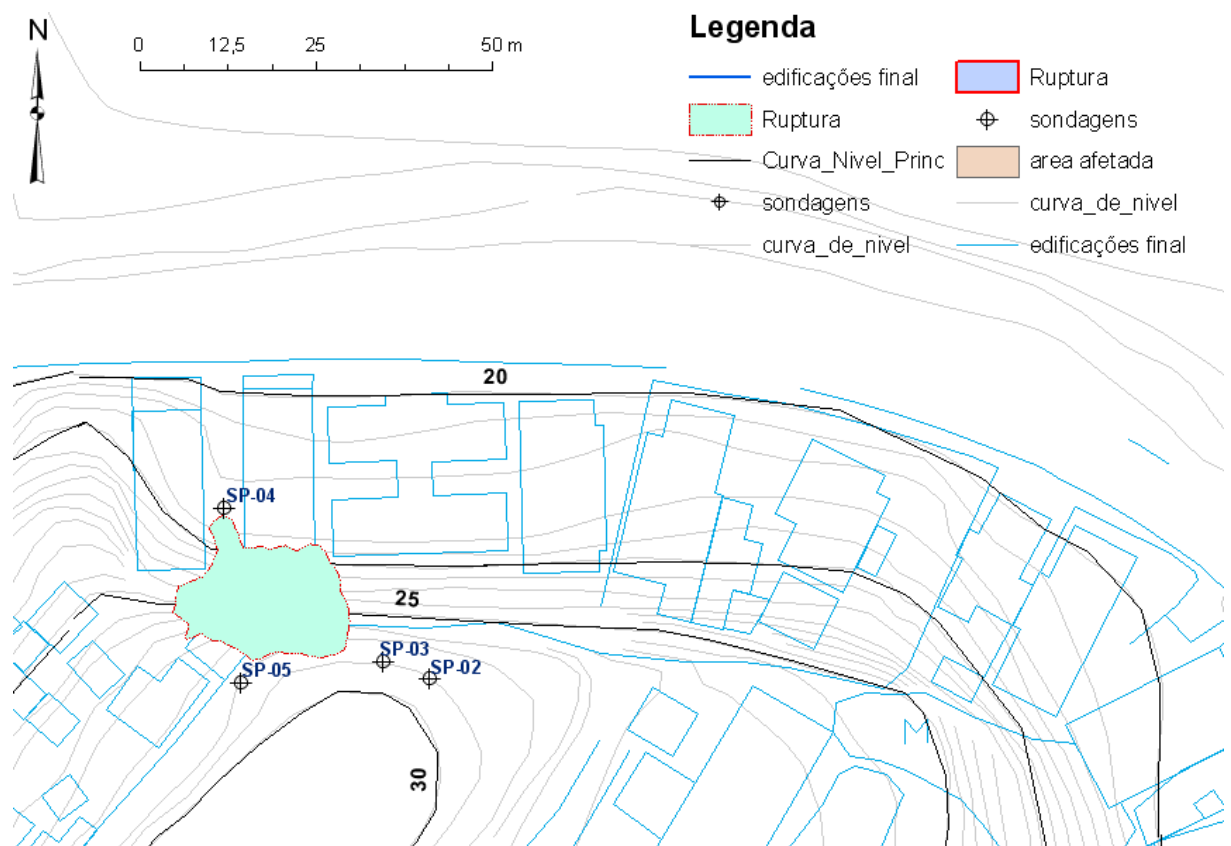 N
0 12,5 25 50 m
Legenda
edificações final
Ruptura
Curva_Nivel_Princ
sondagens
curva_de_nivel
Ruptura
sondagens
area afetada
curva_de_nivel
edificações final
20
SP-04
25
SP-03
SP-02
SP-05
30